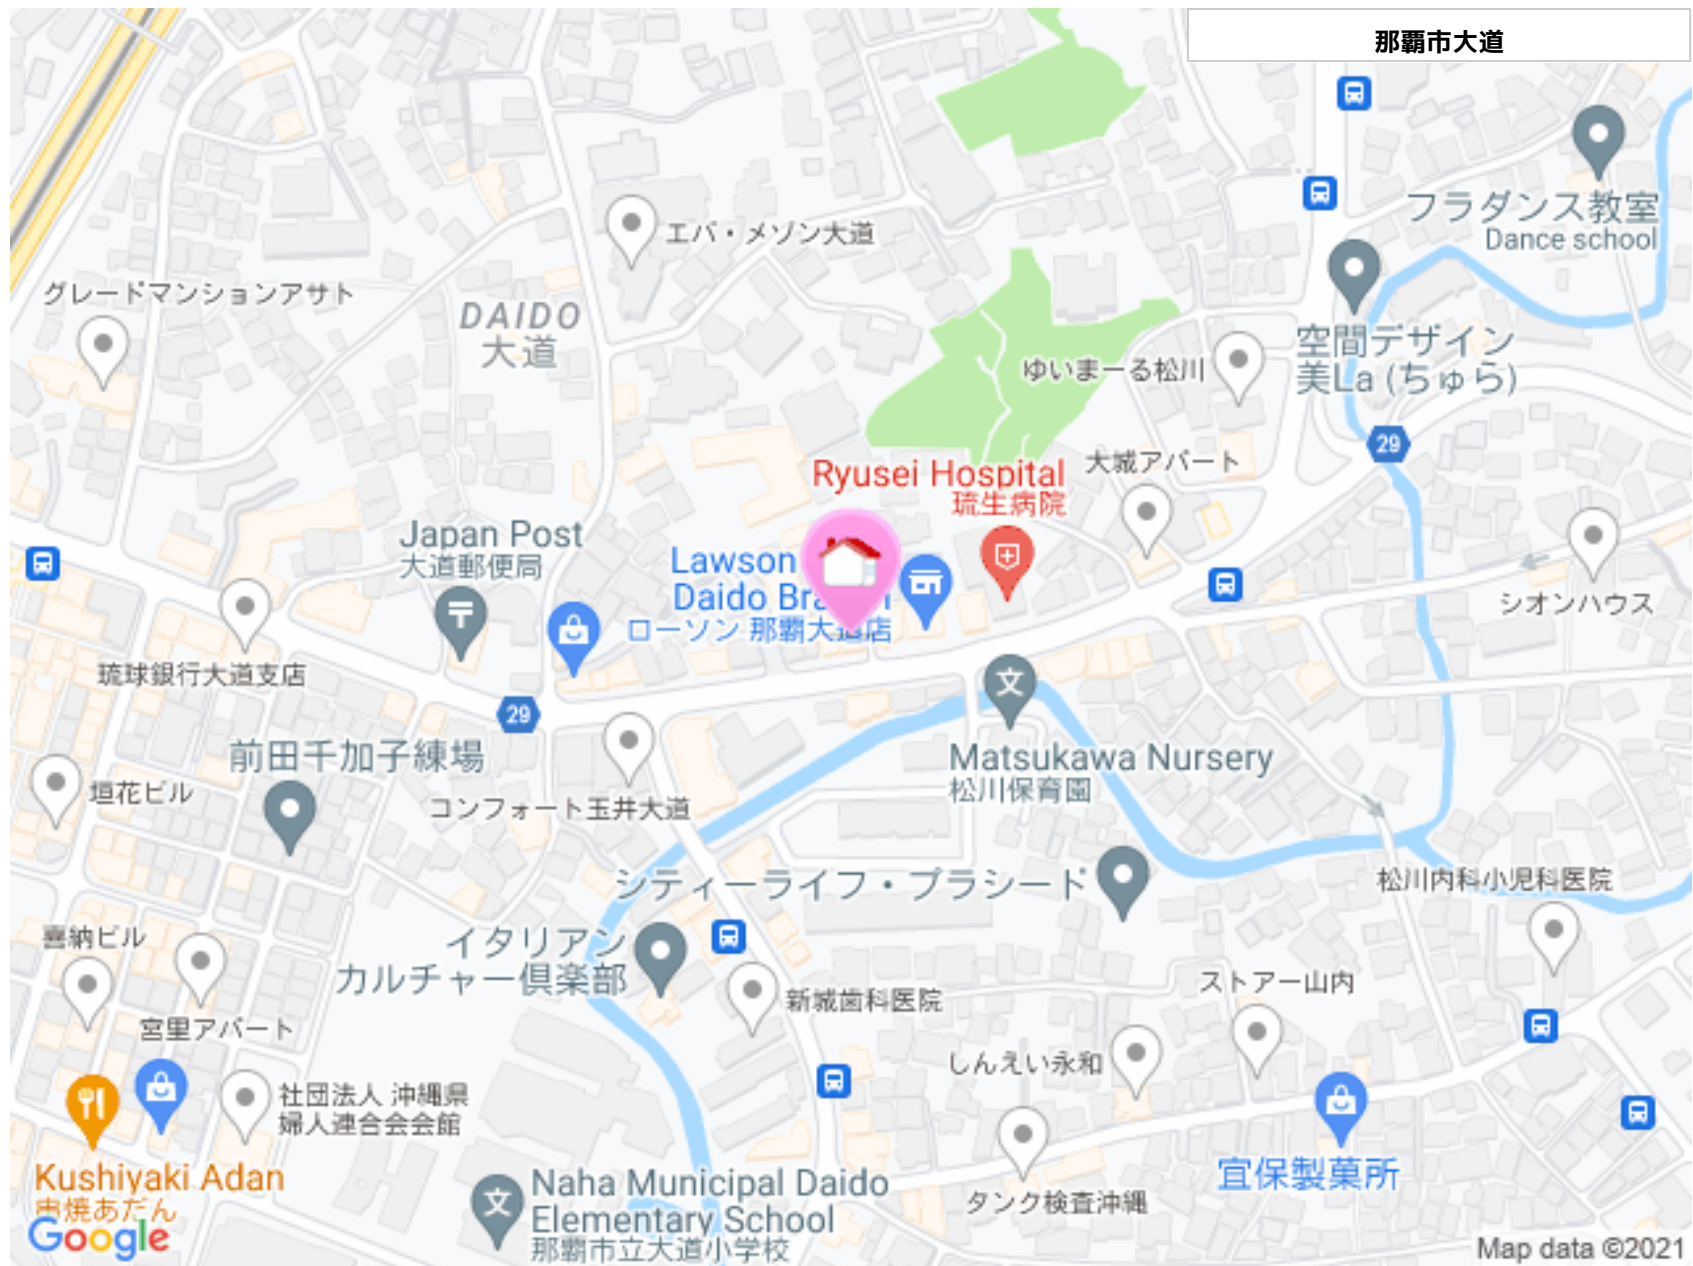 那覇市大道
フラダンス教室
Dance school
エバ・メゾン大道
グレードマンションアサト
DAIDO
大道
空間デザイン
美La (ちゅら)
ゆいまーる松川
29
大城アパート
Ryusei Hospital
琉生病院
Japan Post
大道郵便局
Lawson
Daido Bra
ローソン 那覇大道店
シオンハウス
琉球銀行大道支店
29
文
前田千加子練場
Matsukawa Nursery
松川保育園
垣花ビル
コンフォート玉井大道
シティーライフ・プラシード
松川内科小児科医院
喜納ビル
イタリアン
カルチャー倶楽部
新城歯科医院
ストアー山内
宮里アパート
しんえい永和
社団法人 沖縄県
婦人連合会会館
Kushiyaki Adan
串焼あだん
宜保製菓所
文
Naha Municipal Daido
Elementary School
那覇市立大道小学校
タンク検査沖縄
Google
Map data ©2021